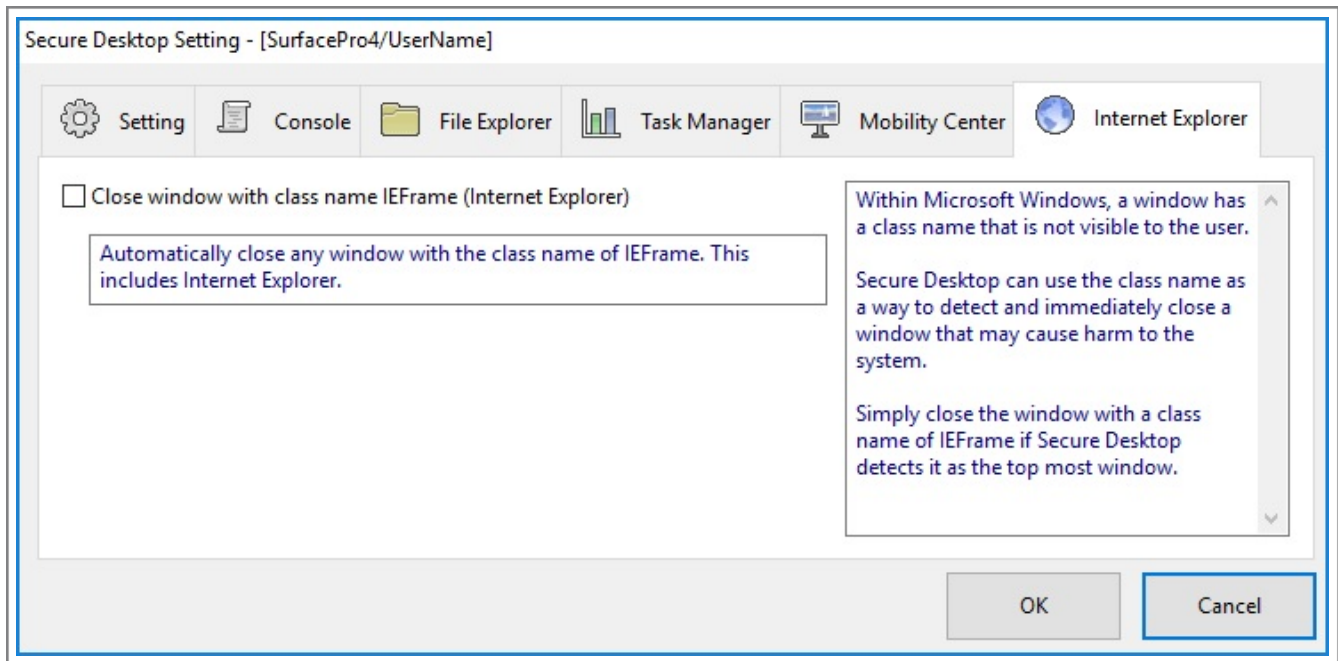 Secure Desktop Setting - [SurfacePro4/UserName]
Setting
Console
File Explorer
Task Manager
Mobility Center
Internet Explorer
Close window with class name IEFrame (Internet Explorer)
Automatically close any window with the class name of IEFrame. This
includes Internet Explorer.
Within Microsoft Windows, a window has
a class name that is not visible to the user.
Secure Desktop can use the class name as
a way to detect and immediately close a
window that may cause harm to the
system.
Simply close the window with a class
name of IEFrame if Secure Desktop
detects it as the top most window.
OK
Cancel